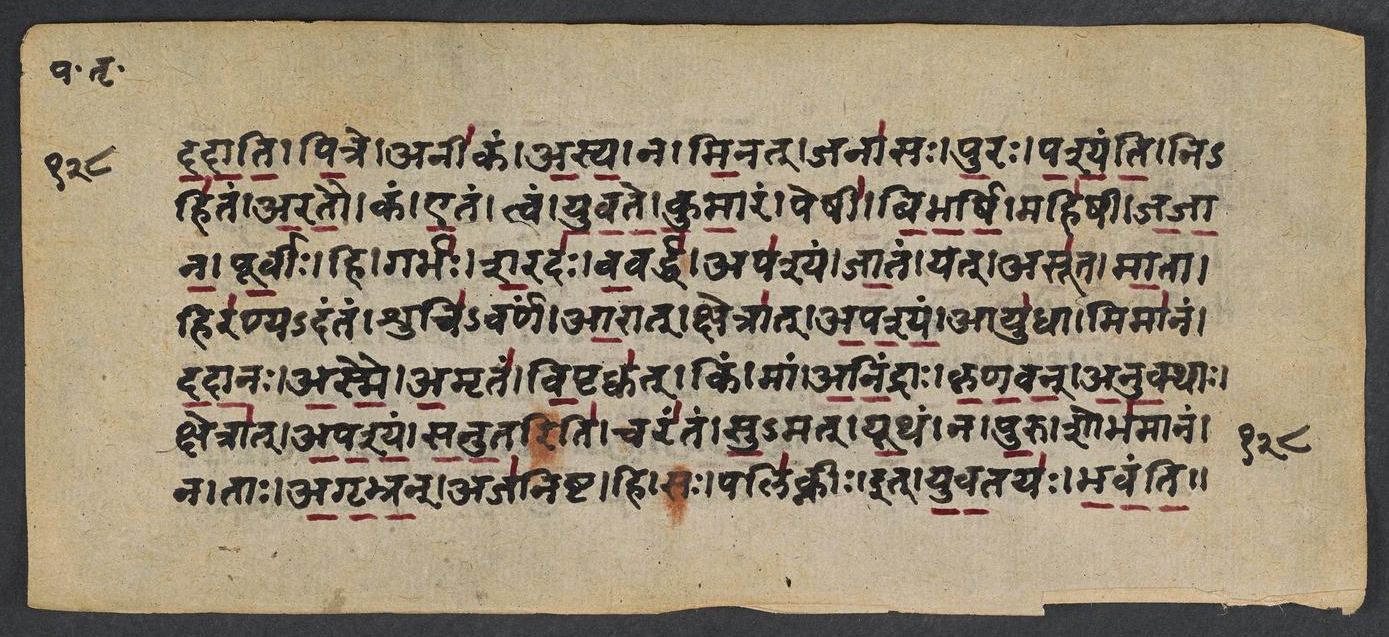 प॰ तृ॰
१२८
ददाति। पित्रे। अनीकं। अस्य। न। मिनत्। जनासः। पुरः। पश्यंति। निऽ
हितं। अरतौ। कं। एतं। त्वं। युवते। कुमारं। पेषी। बिभर्षि। महिषी। जजा
न। पूर्वीः। हि। गर्भः। शरदः। ववर्द्ध। अपश्यं। जातं। यत्। असूत। माता।
हिरण्यऽदंतं। शुचिऽवर्णं। आरात्। क्षेत्रात्। अपश्यं। आयुधा। मिमानं।
ददानः। अस्मै। अमृतं। विपृक्वत्। किं। मां। अनिंद्राः। कृणवन्। अनुक्थाः।
क्षेत्रात्। अपश्यं। सनुतरिति। चरंतं। सुऽमत्। यूथं। न। पुरु। शोभमानं।
न। ताः। अगृभ्रन्। अजनिष्ट। हि। सः। पलिक्नीः। इत्। युवतयः। भवंति॥
१२८